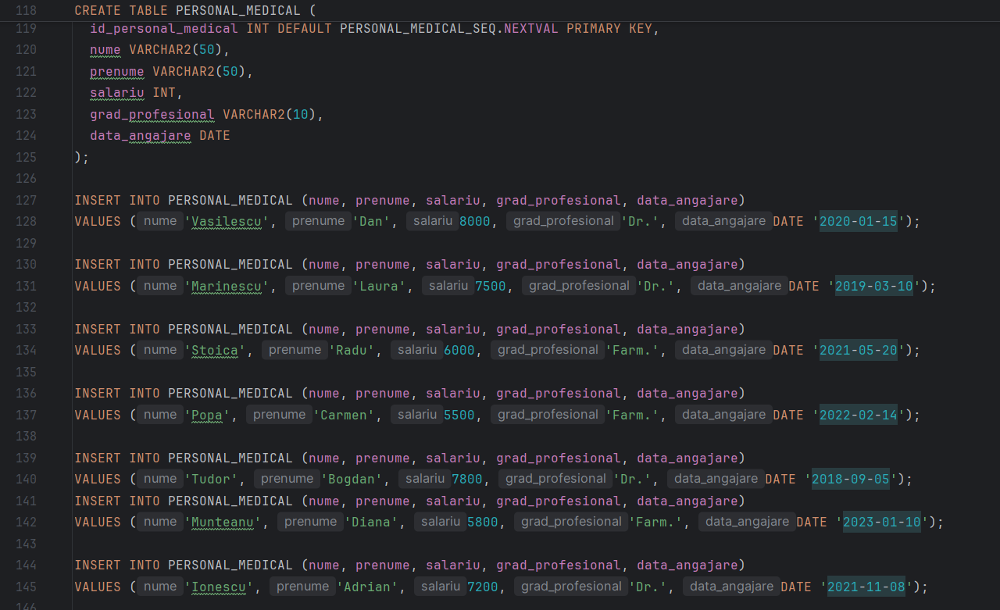 118 CREATE TABLE PERSONAL_MEDICAL (
119 id_personal_medical INT DEFAULT PERSONAL_MEDICAL_SEQ.NEXTVAL PRIMARY KEY,
120 nume VARCHAR2(50),
121 prenume VARCHAR2(50),
122 salariu INT,
123 grad_profesional VARCHAR2(10),
124 data_angajare DATE
125 );
126
127 INSERT INTO PERSONAL_MEDICAL (nume, prenume, salariu, grad_profesional, data_angajare)
128 VALUES ( nume 'Vasilescu', prenume 'Dan', salariu 8000, grad_profesional 'Dr.', data_angajare DATE '2020-01-15');
129
130 INSERT INTO PERSONAL_MEDICAL (nume, prenume, salariu, grad_profesional, data_angajare)
131 VALUES ( nume 'Marinescu', prenume 'Laura', salariu 7500, grad_profesional 'Dr.', data_angajare DATE '2019-03-10');
132
133 INSERT INTO PERSONAL_MEDICAL (nume, prenume, salariu, grad_profesional, data_angajare)
134 VALUES ( nume 'Stoica', prenume 'Radu', salariu 6000, grad_profesional 'Farm.', data_angajare DATE '2021-05-20');
135
136 INSERT INTO PERSONAL_MEDICAL (nume, prenume, salariu, grad_profesional, data_angajare)
137 VALUES ( nume 'Popa', prenume 'Carmen', salariu 5500, grad_profesional 'Farm.', data_angajare DATE '2022-02-14');
138
139 INSERT INTO PERSONAL_MEDICAL (nume, prenume, salariu, grad_profesional, data_angajare)
140 VALUES ( nume 'Tudor', prenume 'Bogdan', salariu 7800, grad_profesional 'Dr.', data_angajare DATE '2018-09-05');
141 INSERT INTO PERSONAL_MEDICAL (nume, prenume, salariu, grad_profesional, data_angajare)
142 VALUES ( nume 'Munteanu', prenume 'Diana', salariu 5800, grad_profesional 'Farm.', data_angajare DATE '2023-01-10');
143
144 INSERT INTO PERSONAL_MEDICAL (nume, prenume, salariu, grad_profesional, data_angajare)
145 VALUES ( nume 'Ionescu', prenume 'Adrian', salariu 7200, grad_profesional 'Dr.', data_angajare DATE '2021-11-08');
146